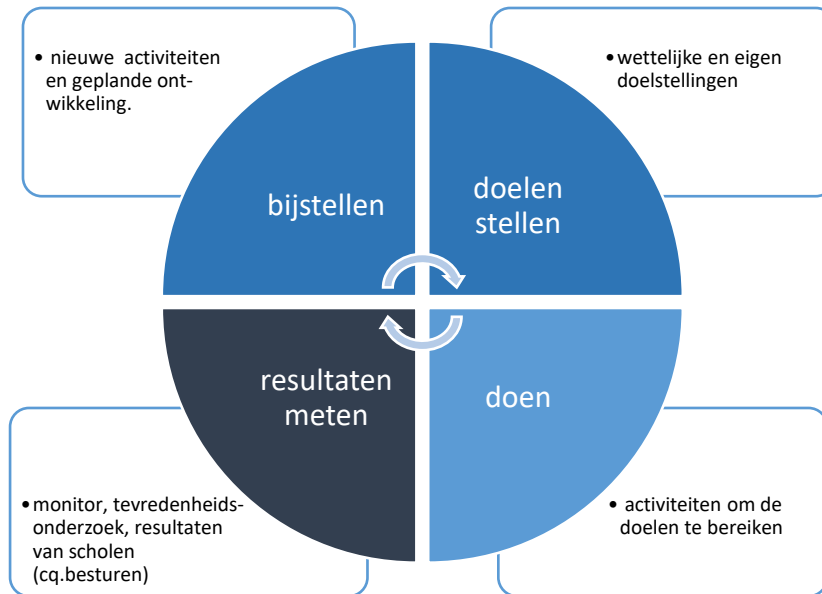 • nieuwe activiteiten
en geplande ont-
wikkeling.
•wettelijke en eigen
doelstellingen
bijstellen
doelen
stellen
resultaten
meten
doen
•monitor, tevredenheids-
onderzoek, resultaten
van scholen
(cq.besturen)
• activiteiten om de
doelen te bereiken